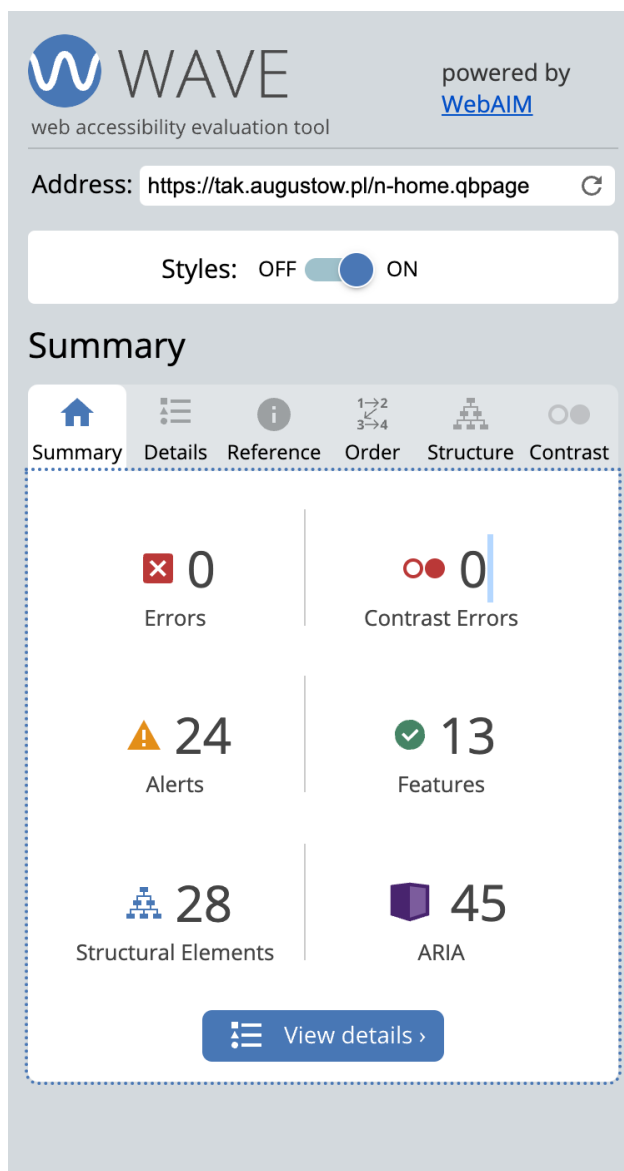 WAVE
web accessibility evaluation tool
powered by
WebAIM
Address: https://tak.augustow.pl/n-home.qbpage
Styles: OFF ON
Summary
1→2
3→4
Summary Details Reference Order Structure Contrast
0 0
Errors Contrast Errors
24 13
Alerts Features
28 45
Structural Elements ARIA
View details ›